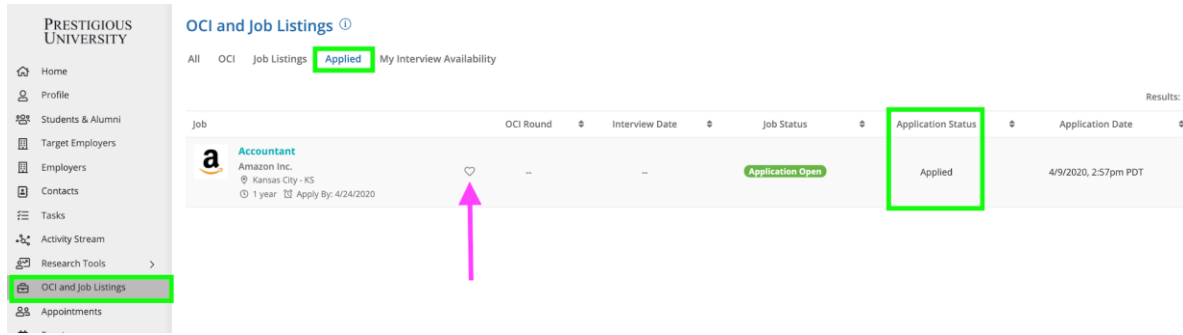 PRESTIGIOUS
UNIVERSITY
Home
Profile
Students & Alumni
Target Employers
Employers
Contacts
Tasks
Activity Stream
Research Tools
OCI and Job Listings
Appointments
OCI and Job Listings
All OCI Job Listings Applied My Interview Availability
Results:
Job OCI Round Interview Date Job Status Application Status Application Date
a
Accountant
Amazon Inc.
Kansas City - KS
1 year Apply By: 4/24/2020
-- -- Application Open Applied 4/9/2020, 2:57pm PDT